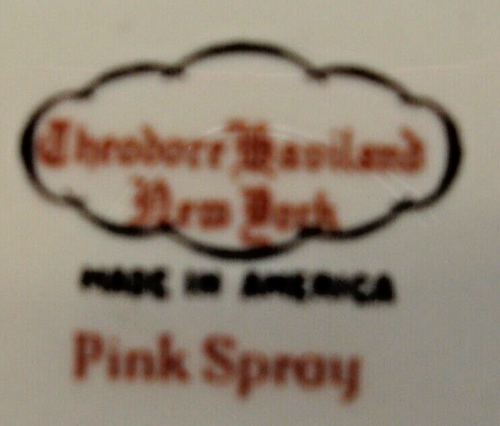 Theodore Haviland
New York
MADE IN AMERICA
Pink Spray